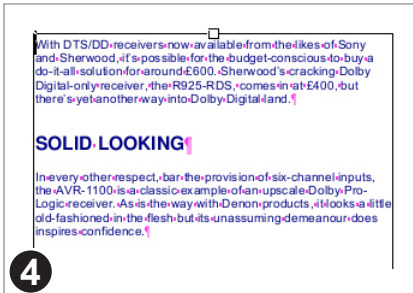 With DTS/DD receivers now available from the likes of Sony
and Sherwood, it's possible for the budget-conscious to buy a
do-it-all solution for around £600. Sherwood's cracking Dolby
Digital-only receiver, the R925-RDS, comes in at £400, but
there's yet another way into Dolby Digital land.¶
SOLID LOOKING¶
In every other respect, bar the provision of six-channel inputs,
the AVR-1100 is a classic example of an upscale Dolby Pro-
Logic receiver. As is the way with Denon products, it looks a little
old-fashioned in the flesh but its unassuming demeanour does
inspires confidence.¶
4